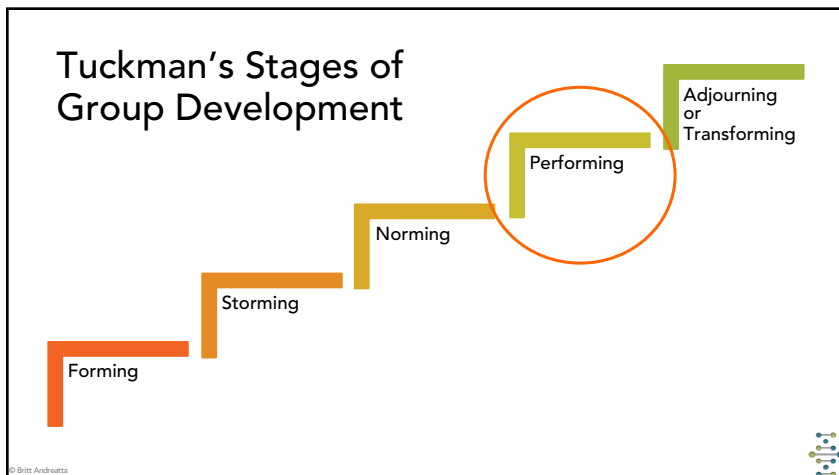 Tuckman’s Stages of
Group Development
Adjourning
or
Transforming
Performing
Norming
Storming
Forming
© Britt Andreatta